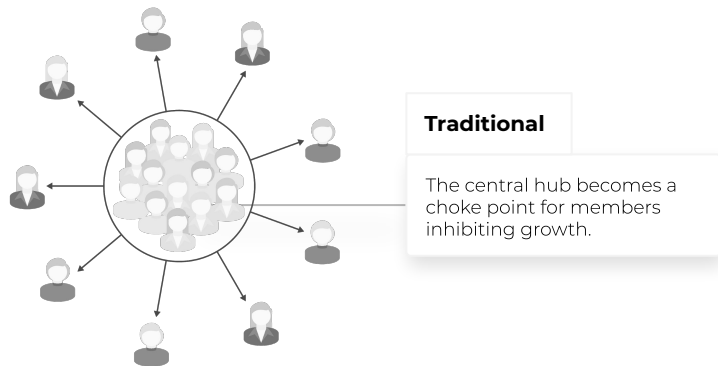 Traditional
The central hub becomes a
choke point for members
inhibiting growth.